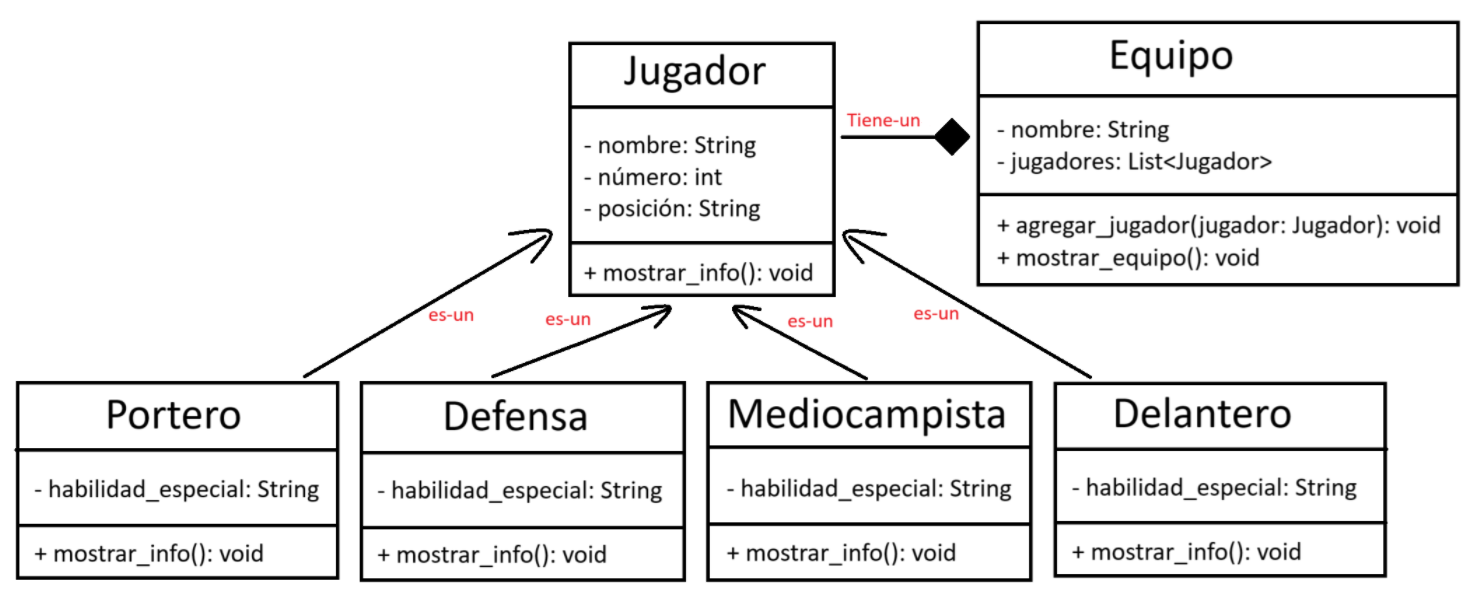 Jugador
- nombre: String
- número: int
- posición: String
+ mostrar_info(): void
Tiene-un
Equipo
- nombre: String
- jugadores: List<Jugador>
+ agregar_jugador(jugador: Jugador): void
+ mostrar_equipo(): void
es-un
es-un
es-un
es-un
Portero
- habilidad_especial: String
+ mostrar_info(): void
Defensa
- habilidad_especial: String
+ mostrar_info(): void
Mediocampista
- habilidad_especial: String
+ mostrar_info(): void
Delantero
- habilidad_especial: String
+ mostrar_info(): void